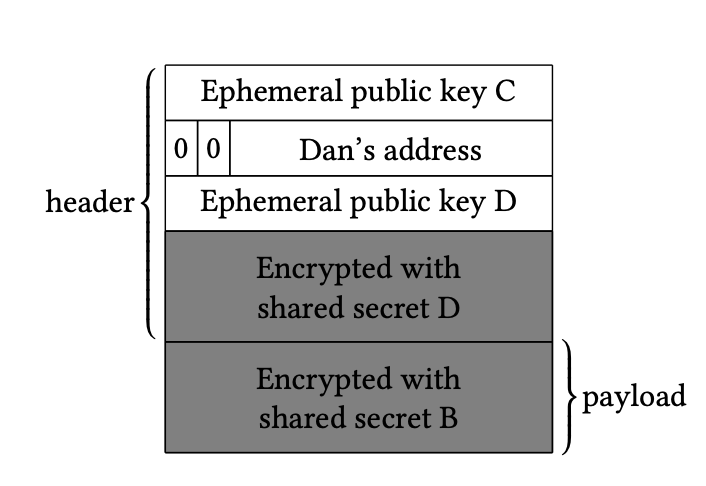 Ephemeral public key C
0 0 Dan’s address
header
Ephemeral public key D
Encrypted with
shared secret D
Encrypted with
shared secret B
payload